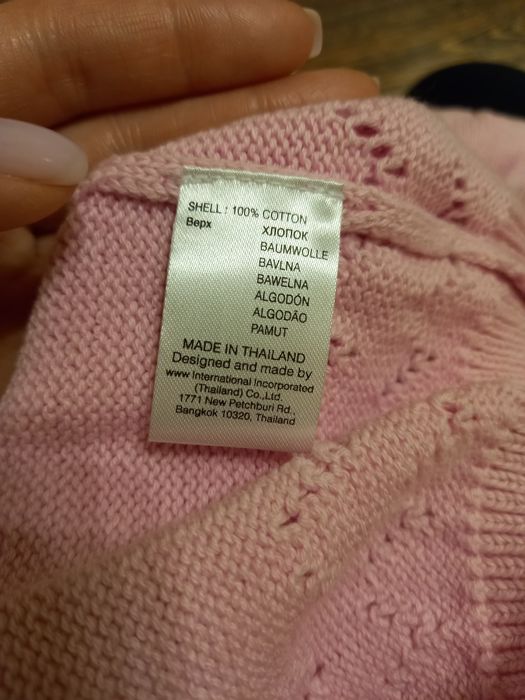 SHELL : 100% COTTON
Верх ХЛОПОК
BAUMWOLLE
BAVLNA
BAWELNA
ALGODÓN
ALGODÃO
PAMUT
MADE IN THAILAND
Designed and made by
www International Incorporated
(Thailand) Co.,Ltd.
1771 New Petchburi Rd.,
Bangkok 10320, Thailand